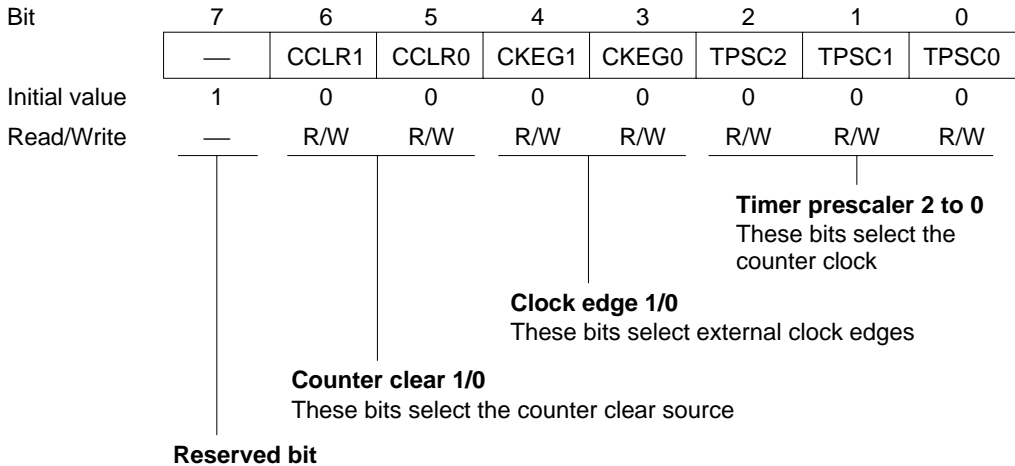 Bit 7 6 5 4 3 2 1 0
— CCLR1 CCLR0 CKEG1 CKEG0 TPSC2 TPSC1 TPSC0
Initial value 1 0 0 0 0 0 0 0
Read/Write — R/W R/W R/W R/W R/W R/W R/W
Timer prescaler 2 to 0
These bits select the
counter clock
Clock edge 1/0
These bits select external clock edges
Counter clear 1/0
These bits select the counter clear source
Reserved bit